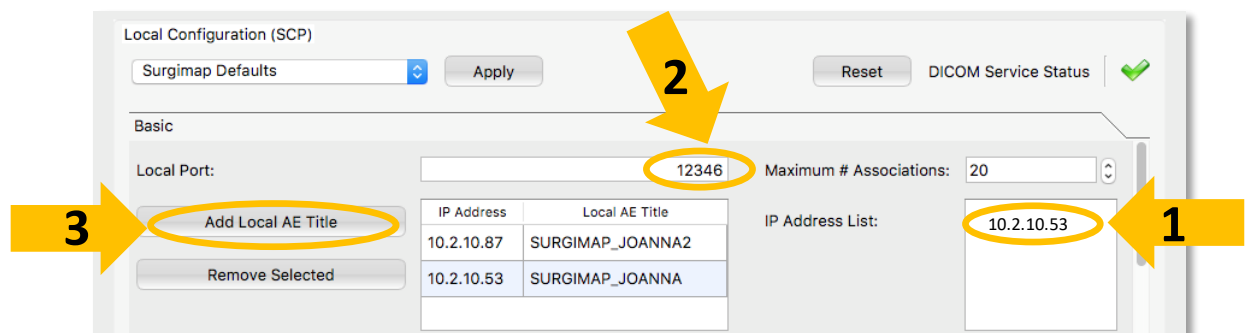 Local Configuration (SCP)
Surgimap Defaults Apply Reset DICOM Service Status
2
Basic
Local Port: 12346 Maximum # Associations: 20
3 Add Local AE Title IP Address Local AE Title IP Address List: 10.2.10.53 1
10.2.10.87 SURGIMAP_JOANNA2
Remove Selected 10.2.10.53 SURGIMAP_JOANNA